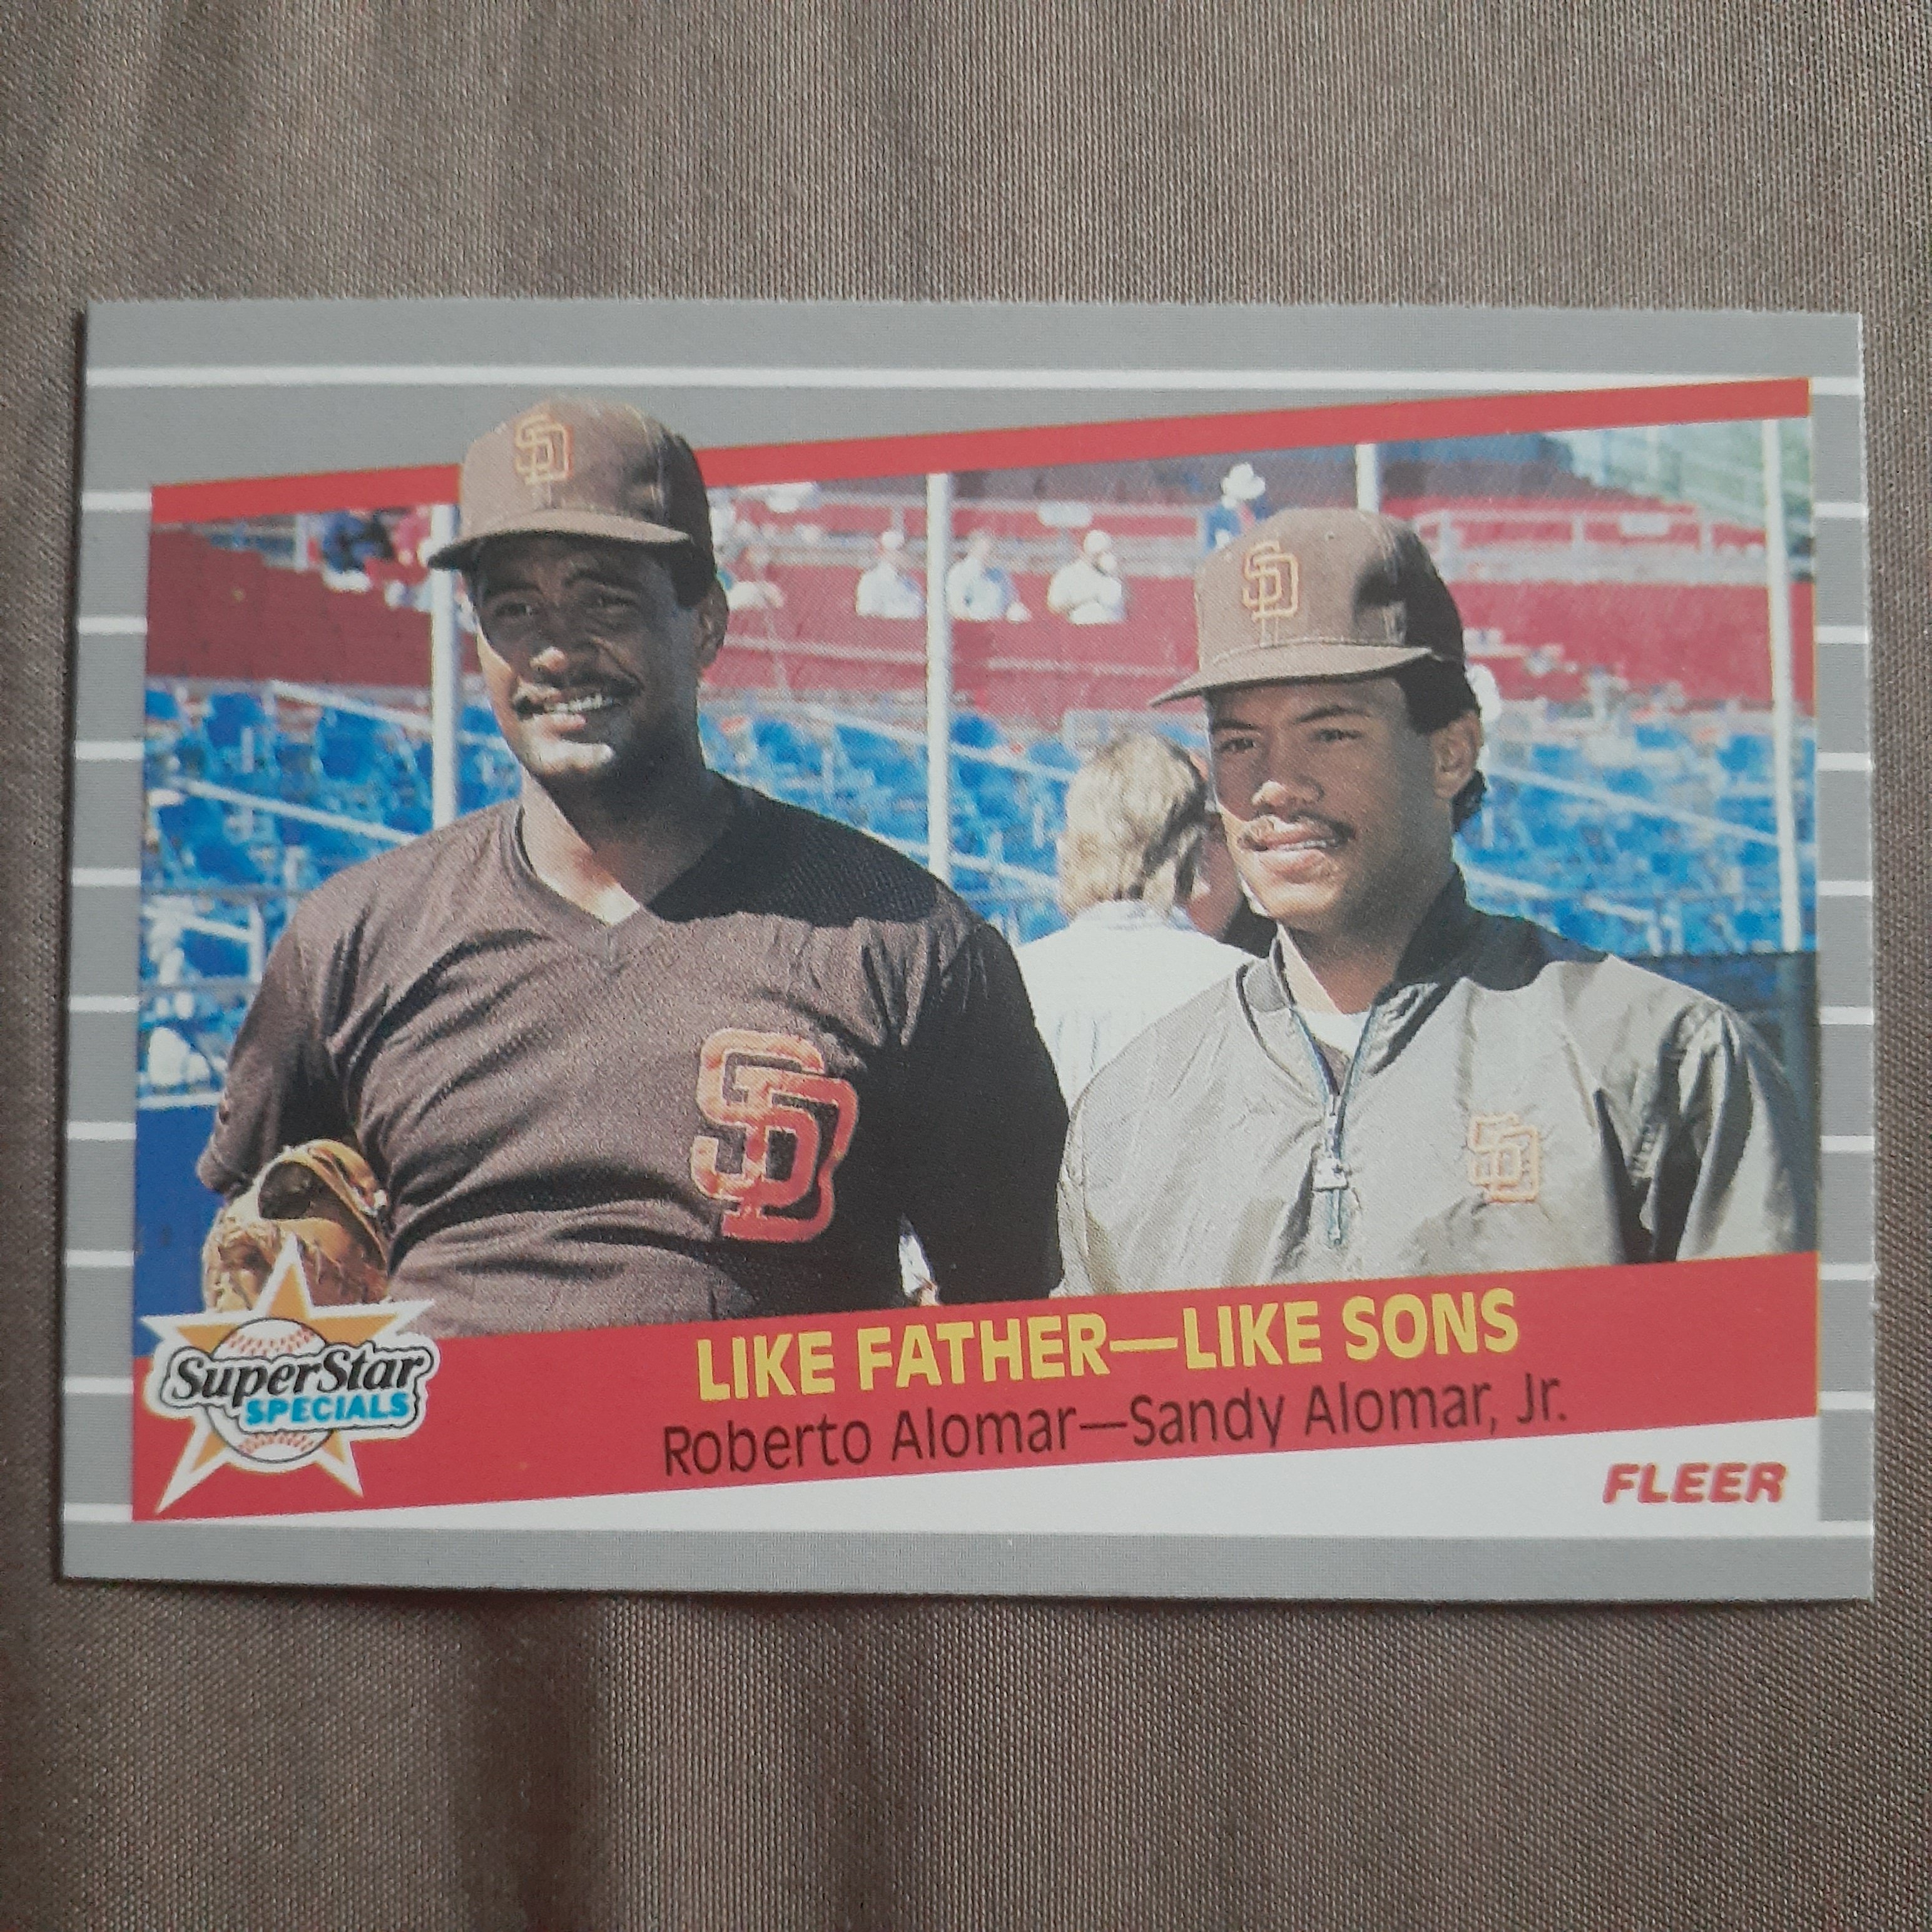 SD
SD
SD
SD
SuperStar
SPECIALS
LIKE FATHER—LIKE SONS
Roberto Alomar—Sandy Alomar, Jr.
FLEER